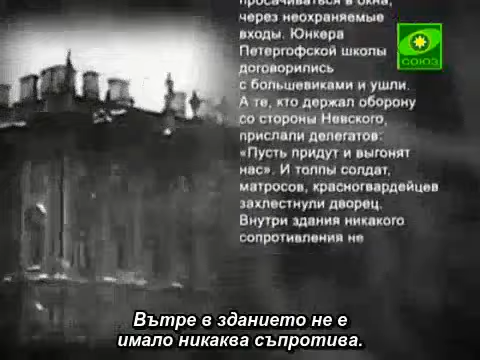 просачиваться в окна,
через неохраняемые
входы. Юнкера
Петергофской школы
договорились
с большевиками и ушли.
А те, кто держал оборону
со стороны Невского,
прислали делегатов:
«Пусть придут и выгонят
нас». И толпы солдат,
матросов, красногвардейцев
захлестнули дворец.
Внутри здания никакого
сопротивления не
СОЮЗ
Вътре в зданието не е
имало никаква съпротива.